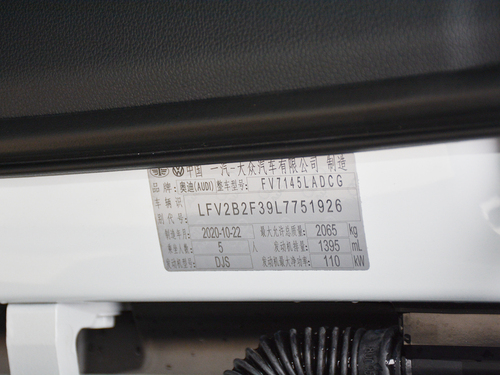 中国 一汽-大众汽车有限公司 制造
品牌: 奥迪(AUDI) 整车型号: FV7145LADCG
车辆识别代号: LFV2B2F39L7751926
制造年月: 2020-10-22 最大允许总质量: 2065 kg
乘坐人数: 5 人 发动机排量: 1395 mL
发动机型号: DJS 发动机最大净功率: 110 kW